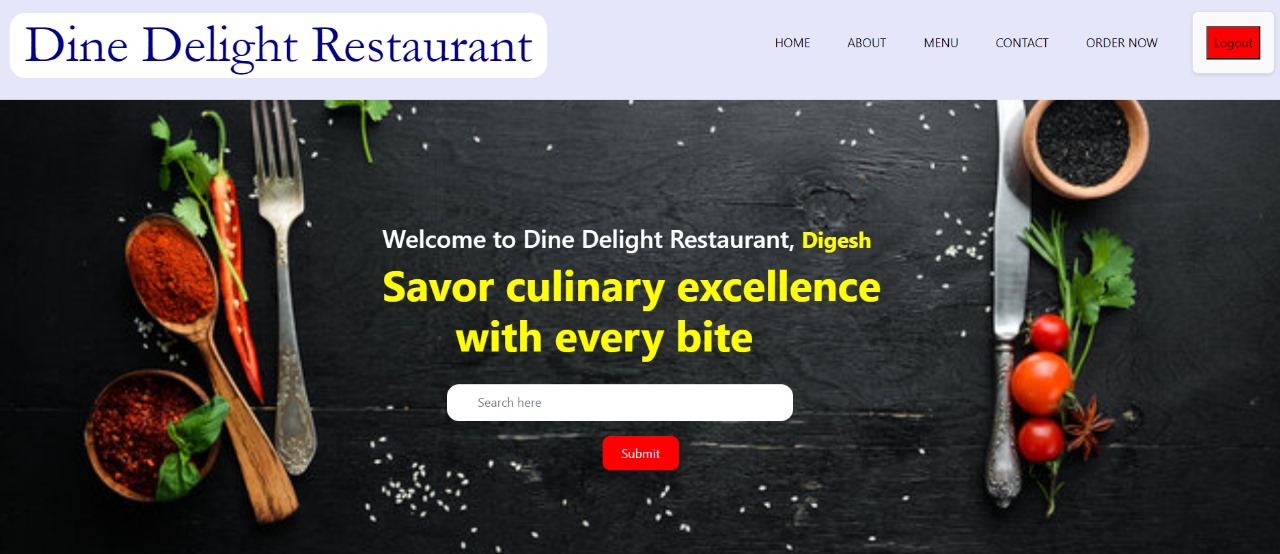 Dine Delight Restaurant
HOME ABOUT MENU CONTACT ORDER NOW Logout
Welcome to Dine Delight Restaurant, Digesh
Savor culinary excellence
with every bite
Search here
Submit